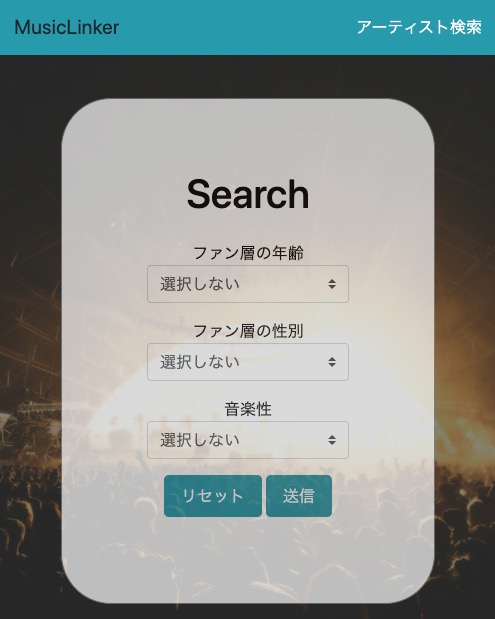 MusicLinker
アーティスト検索
Search
ファン層の年齢
選択しない
ファン層の性別
選択しない
音楽性
選択しない
リセット 送信